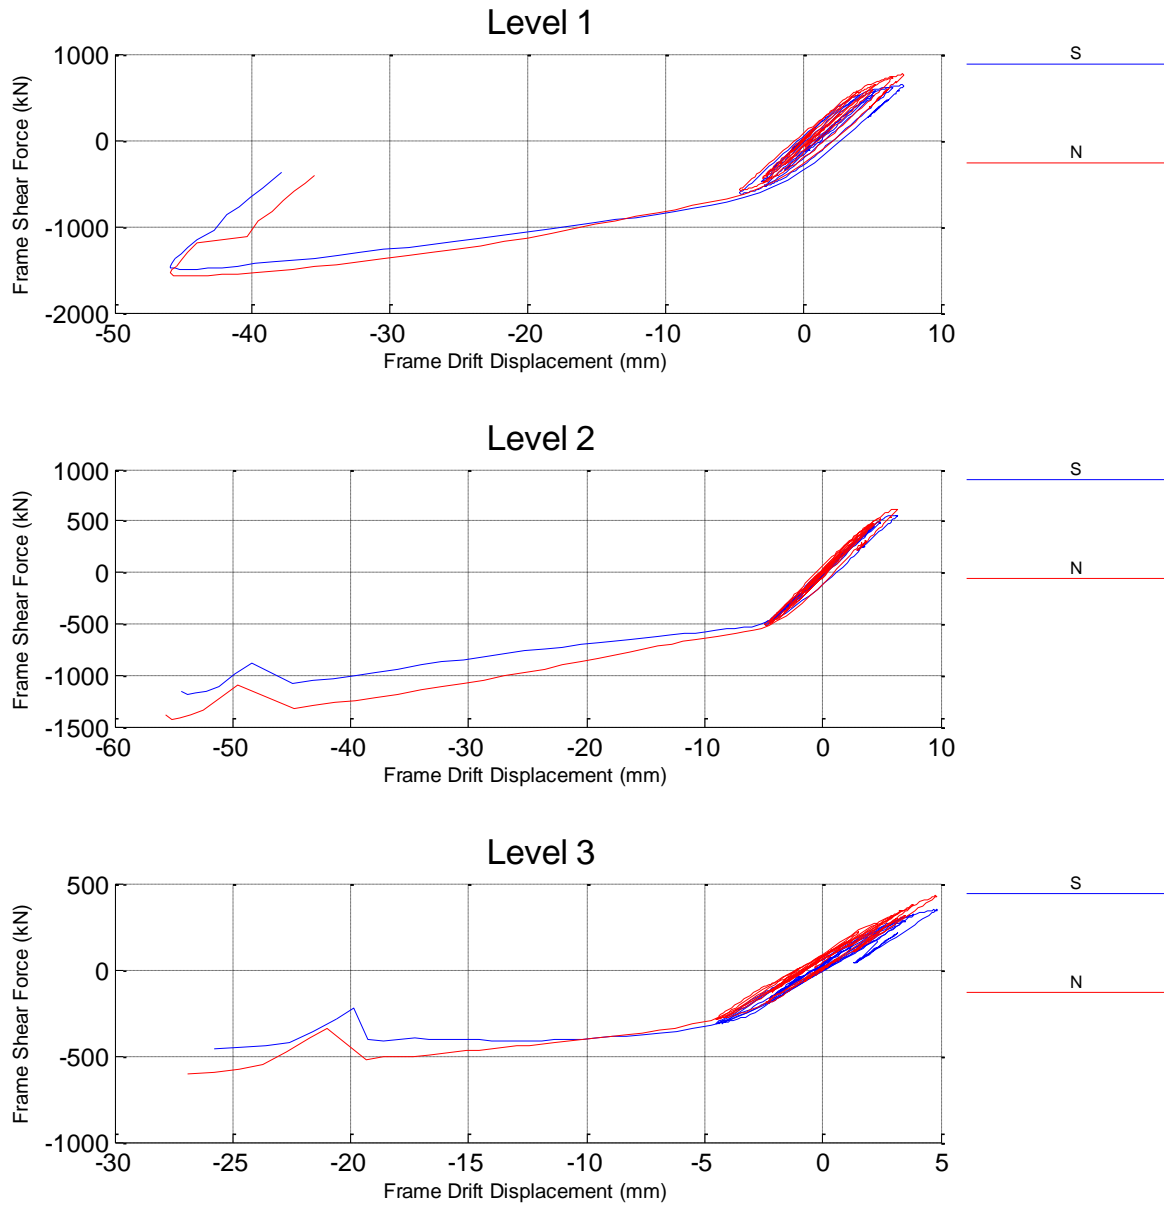 Level 1
Frame Shear Force (kN)
1000
0
-1000
-2000
-50
-40
-30
-20
-10
0
10
Frame Drift Displacement (mm)
S
N
Level 2
Frame Shear Force (kN)
1000
500
0
-500
-1000
-1500
-60
-50
-40
-30
-20
-10
0
10
Frame Drift Displacement (mm)
S
N
Level 3
Frame Shear Force (kN)
500
0
-500
-1000
-30
-25
-20
-15
-10
-5
0
5
Frame Drift Displacement (mm)
S
N